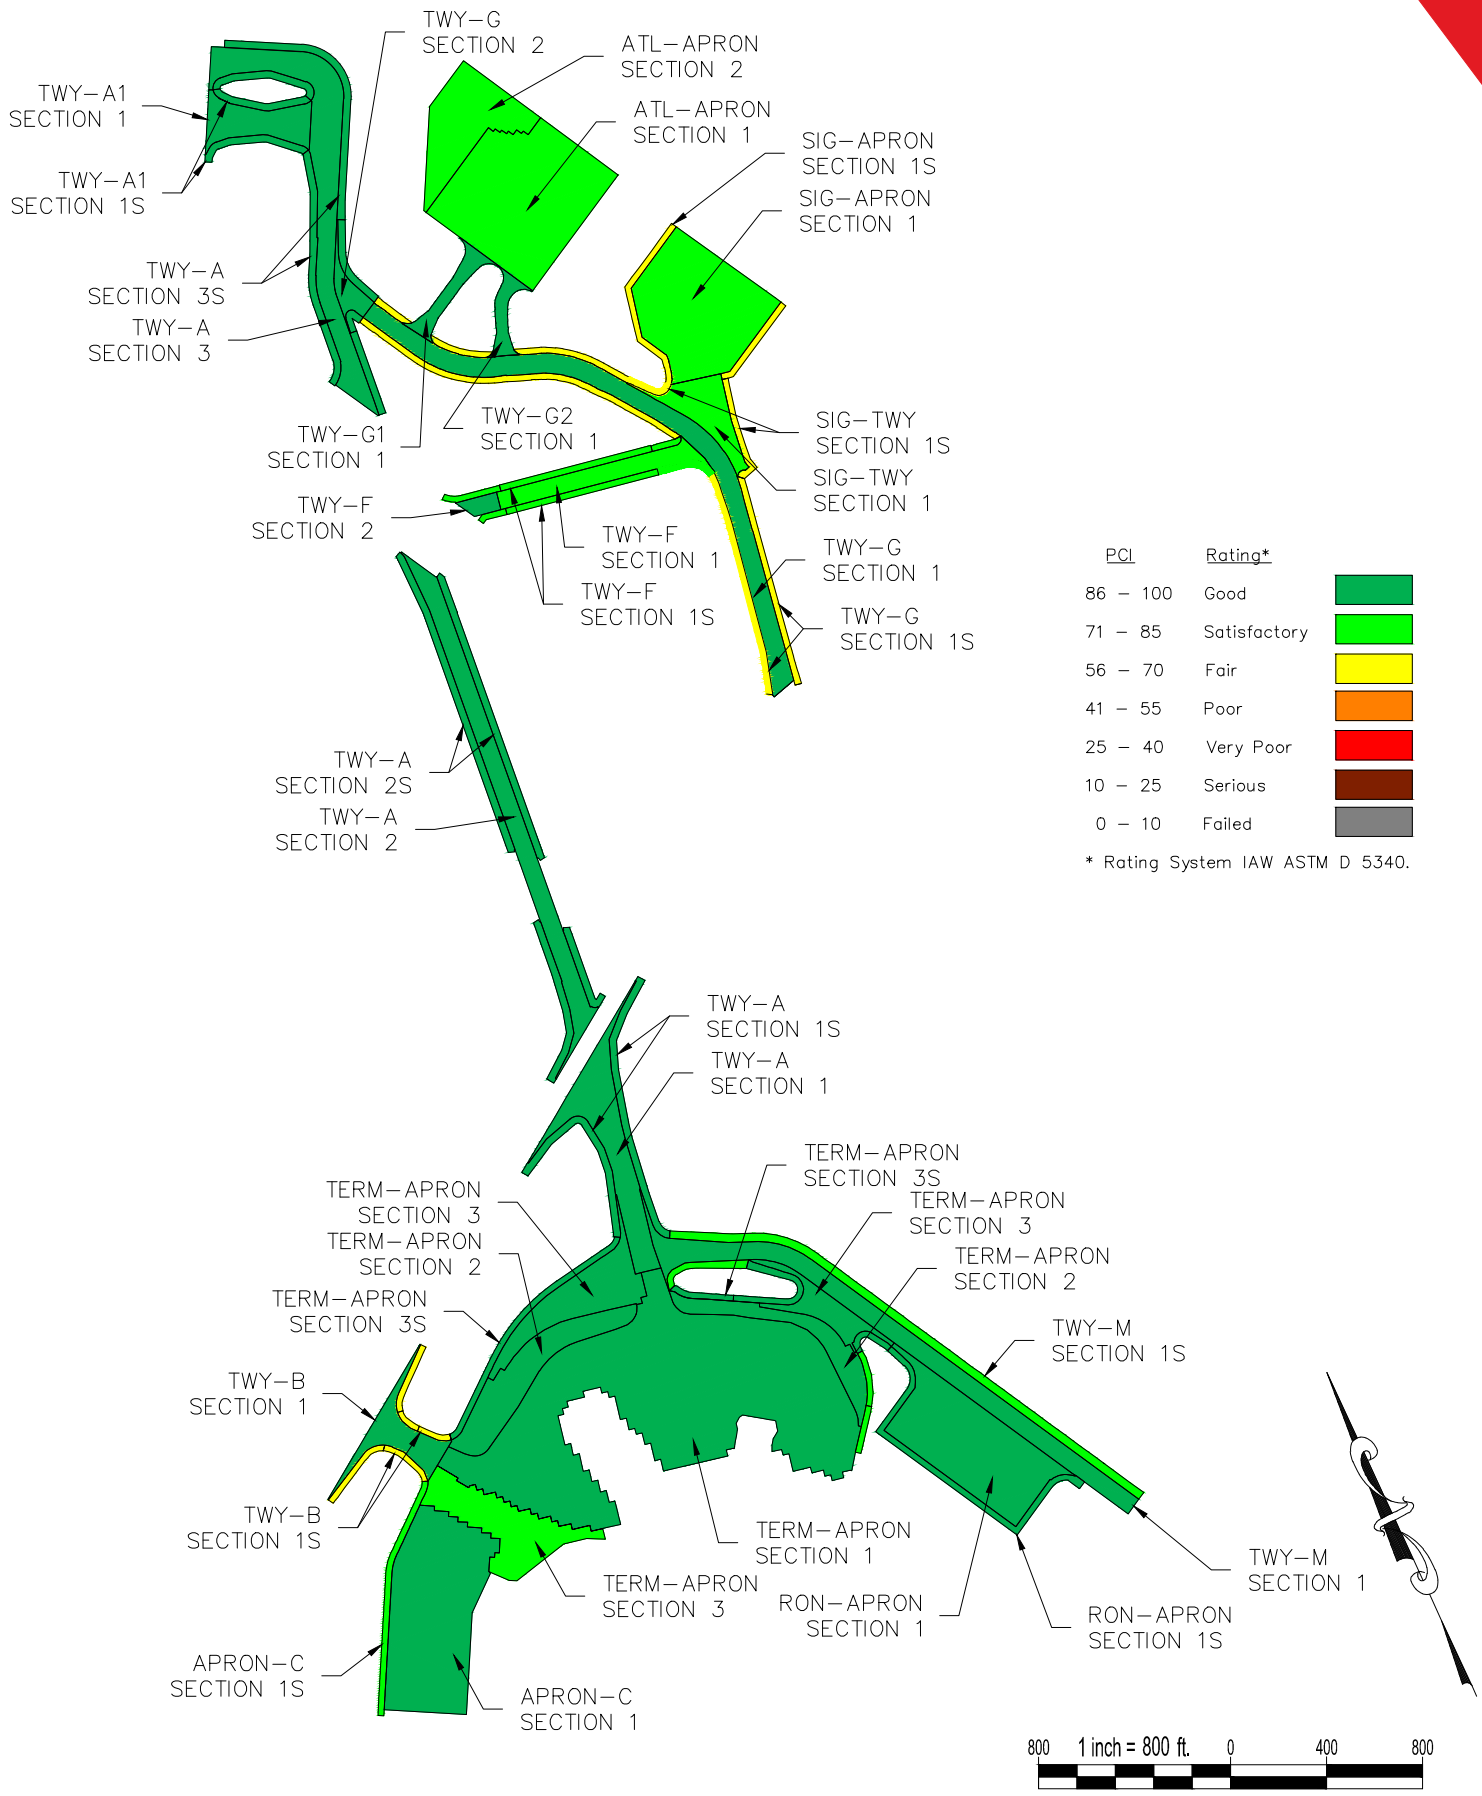 TWY-G
SECTION 2
ATL-APRON
SECTION 2
TWY-A1
SECTION 1
ATL-APRON
SECTION 1
SIG-APRON
SECTION 1S
TWY-A1
SECTION 1S
SIG-APRON
SECTION 1
TWY-A
SECTION 3S
TWY-A
SECTION 3
TWY-G1
SECTION 1
TWY-G2
SECTION 1
SIG-TWY
SECTION 1S
SIG-TWY
SECTION 1
TWY-F
SECTION 2
TWY-F
SECTION 1
TWY-F
SECTION 1S
TWY-G
SECTION 1
TWY-G
SECTION 1S
PCI Rating*
86 - 100 Good
71 - 85 Satisfactory
56 - 70 Fair
41 - 55 Poor
25 - 40 Very Poor
10 - 25 Serious
0 - 10 Failed
* Rating System IAW ASTM D 5340.
TWY-A
SECTION 2S
TWY-A
SECTION 2
TWY-A
SECTION 1S
TWY-A
SECTION 1
TERM-APRON
SECTION 3S
TERM-APRON
SECTION 3
TERM-APRON
SECTION 3
TERM-APRON
SECTION 2
TERM-APRON
SECTION 2
TERM-APRON
SECTION 3S
TWY-M
SECTION 1S
TWY-B
SECTION 1
TWY-B
SECTION 1S
TERM-APRON
SECTION 1
TERM-APRON
SECTION 3
RON-APRON
SECTION 1
TWY-M
SECTION 1
RON-APRON
SECTION 1S
APRON-C
SECTION 1S
APRON-C
SECTION 1
800 1 inch = 800 ft. 0 400 800